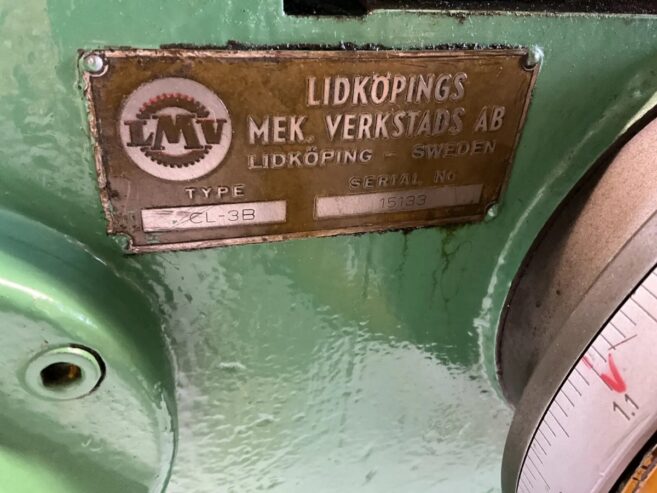 LMV
LIDKÖPINGS
MEK. VERKSTADS AB
LIDKÖPING - SWEDEN
TYPE
CL-3B
SERIAL No
15133
1.1